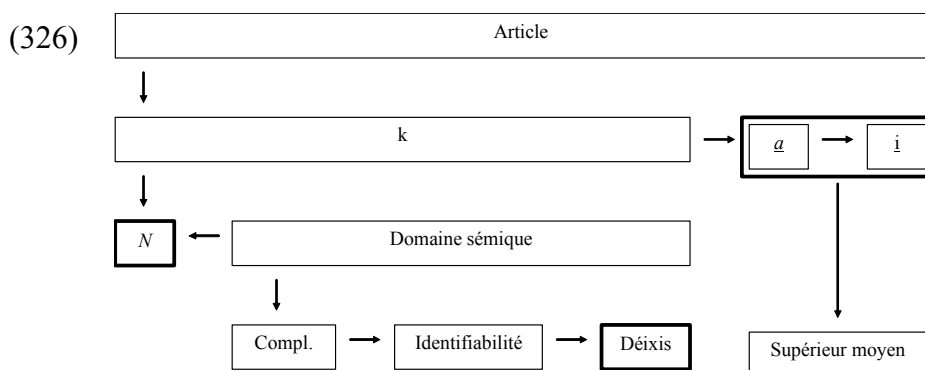 (326)
Article
k
a
i
N
Domaine sémique
Compl.
Identifiabilité
Déixis
Supérieur moyen